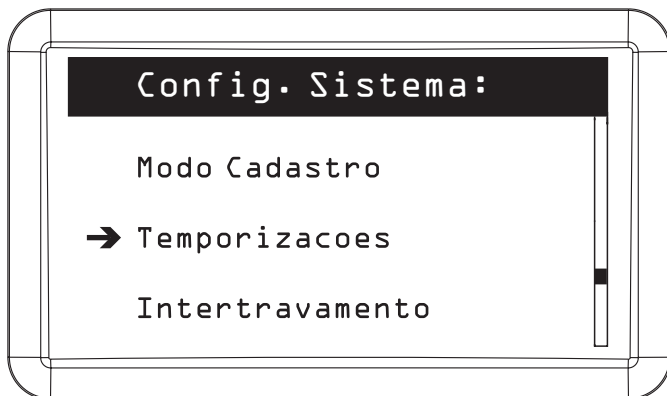 Config. Sistema:
Modo Cadastro
➔ Temporizacoes
Intertravamento